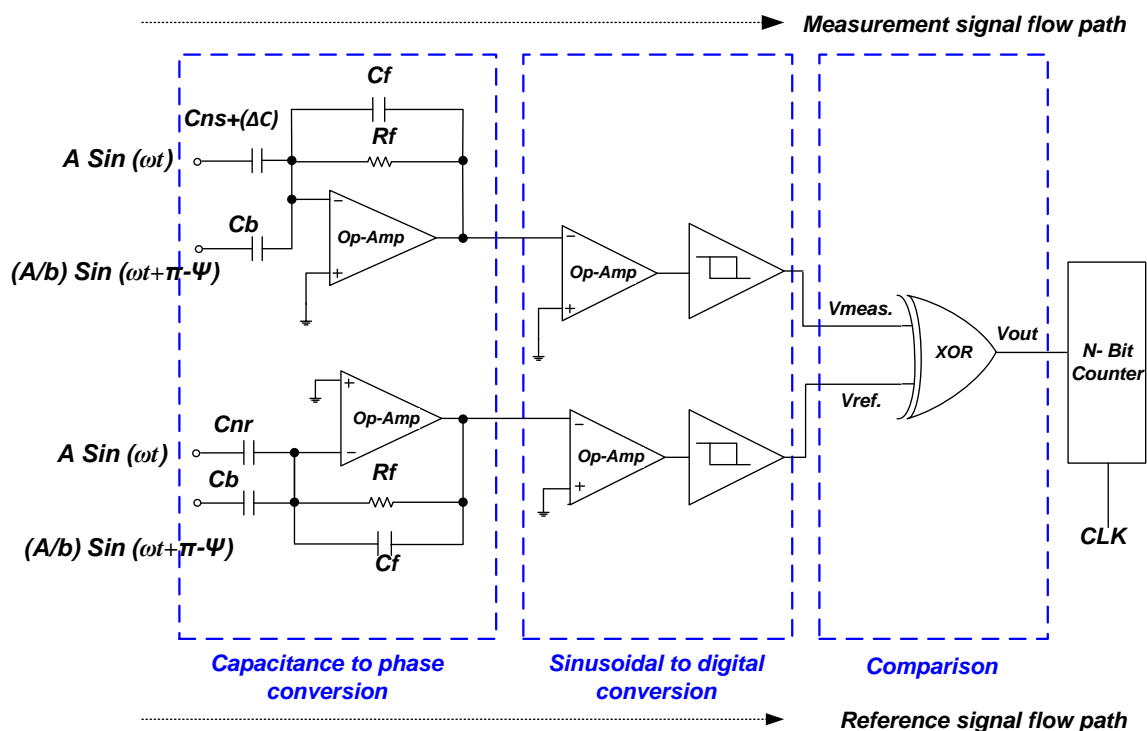 Measurement signal flow path
Cf
Cns+(ΔC)
Rf
A Sin (ωt)
−
Op-Amp
+
Cb
(A/b) Sin (ωt+π-Ψ)
−
Op-Amp
+
Vmeas.
XOR
Vout
N- Bit
Counter
Vref.
CLK
+
Op-Amp
−
Cnr
A Sin (ωt)
Rf
Cb
(A/b) Sin (ωt+π-Ψ)
Cf
−
Op-Amp
+
Capacitance to phase
conversion
Sinusoidal to digital
conversion
Comparison
Reference signal flow path